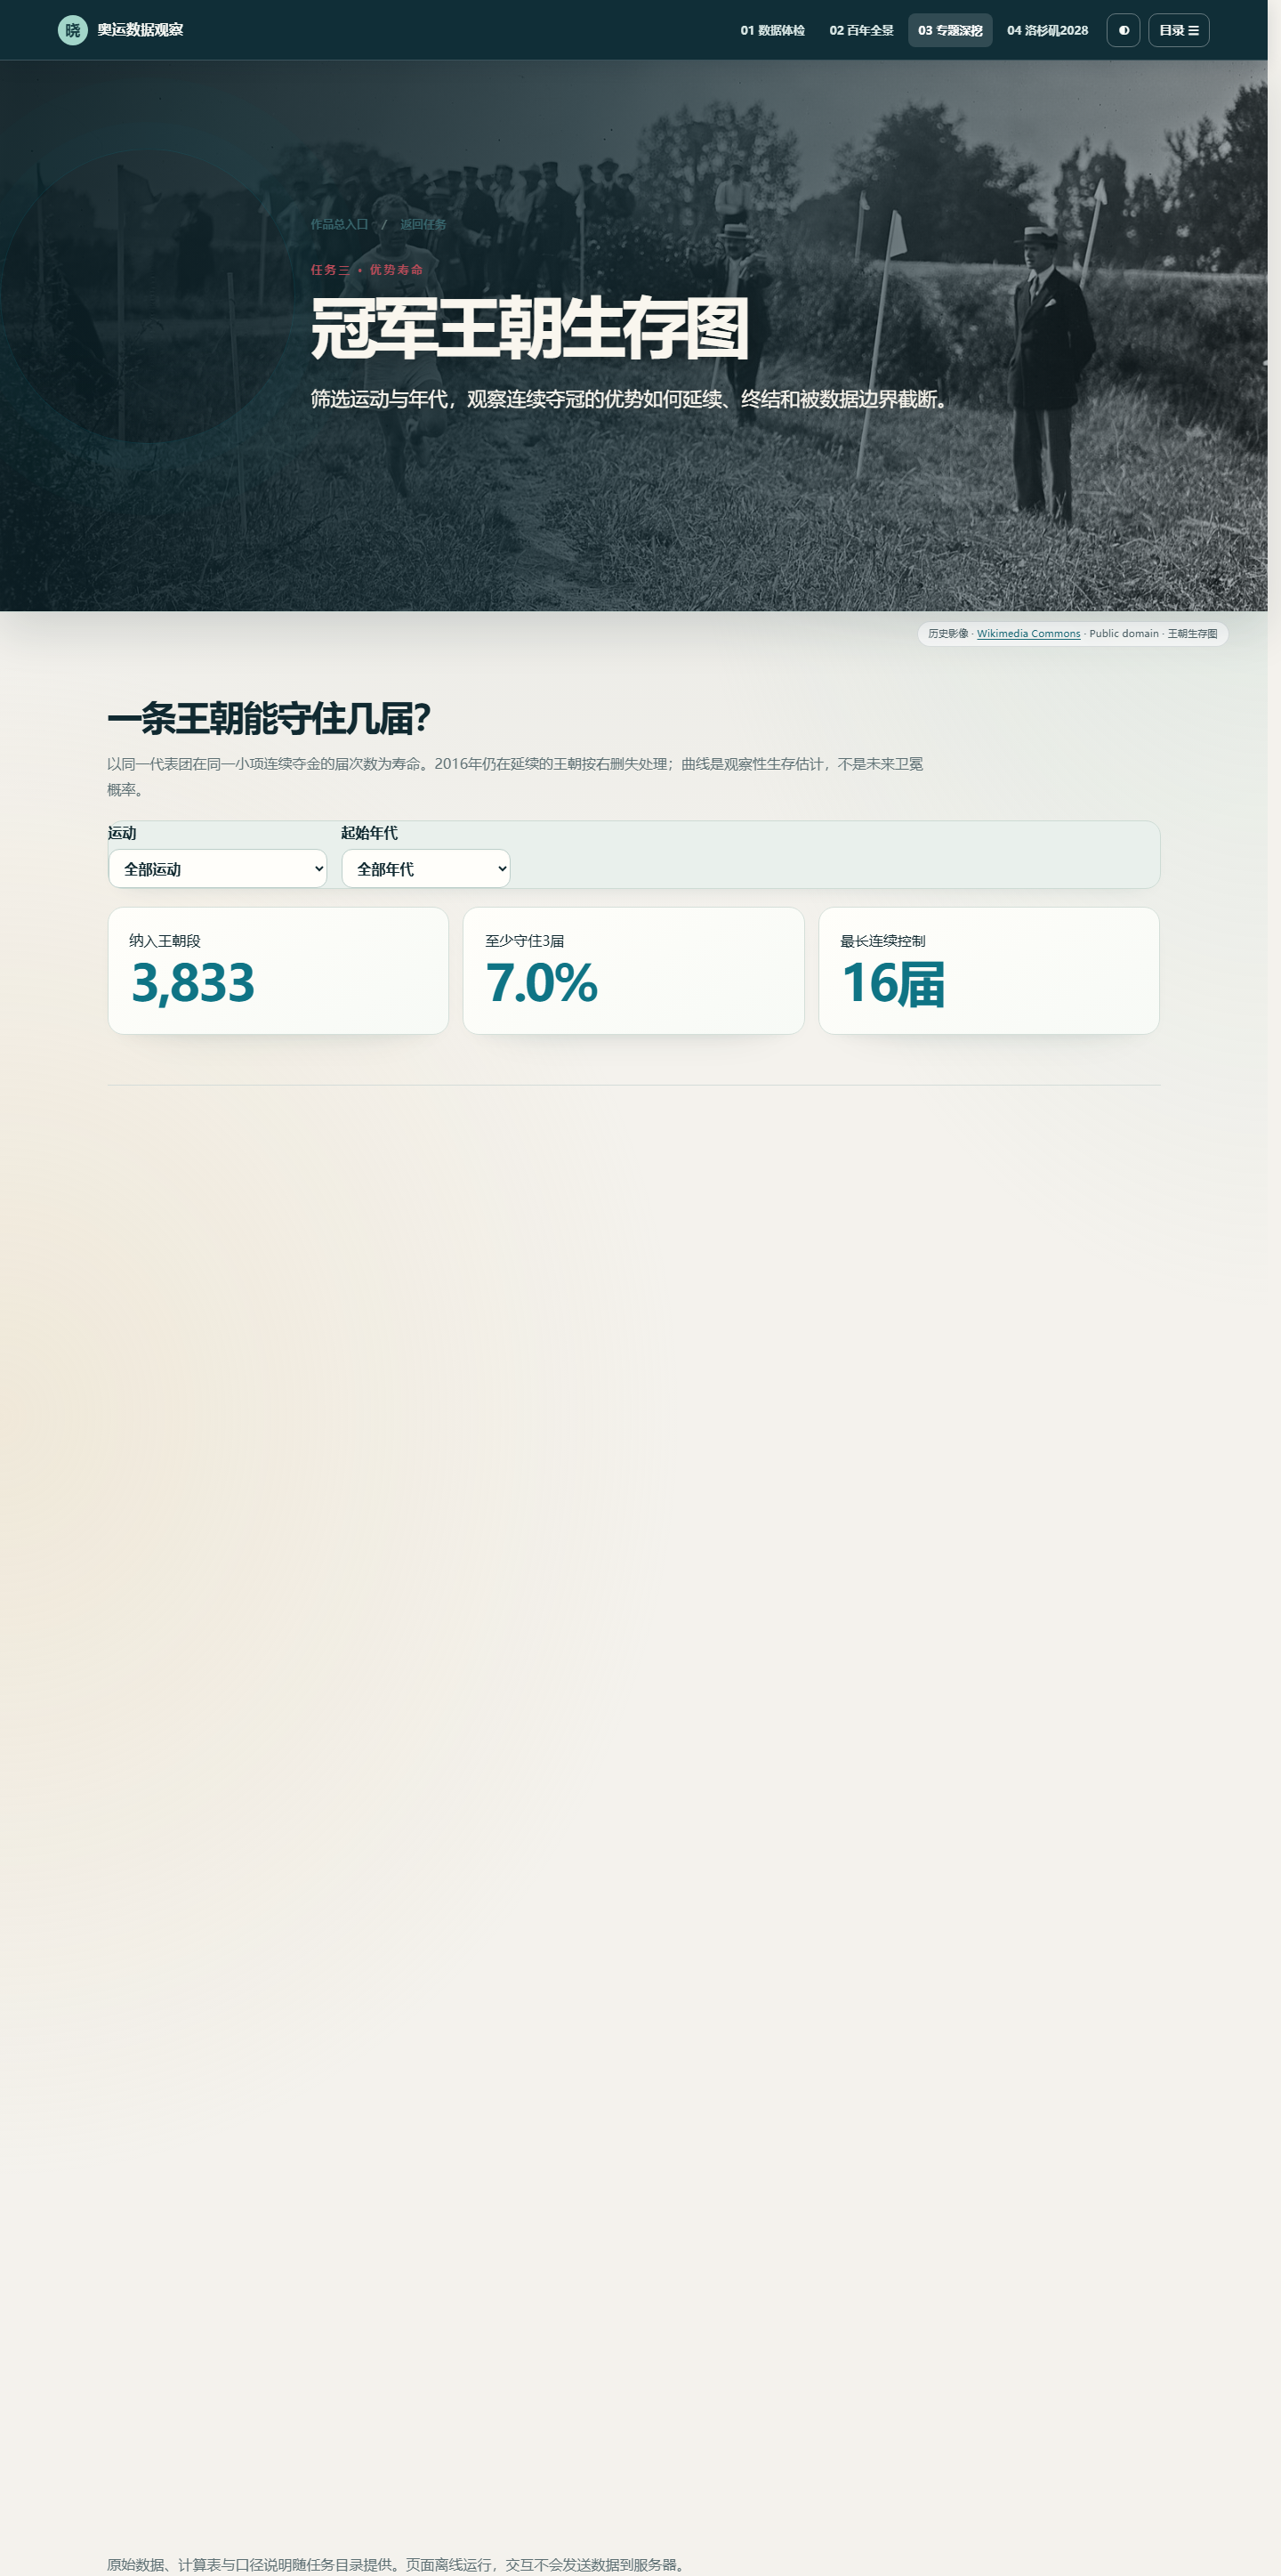 晓 奥运数据观察 01 数据体检 02 百年全景 03 专题深挖 04 洛杉矶2028 目录 ☰
作品总入口 / 返回任务
任务三 • 优势寿命
冠军王朝生存图
筛选运动与年代，观察连续夺冠的优势如何延续、终结和被数据边界截断。
历史影像 · Wikimedia Commons · Public domain · 王朝生存图
一条王朝能守住几届？
以同一代表团在同一小项连续夺金的届次数为寿命。2016年仍在延续的王朝按右删失处理；曲线是观察性生存估计，不是未来卫冕
概率。
运动 起始年代
全部运动 全部年代
纳入王朝段 至少守住3届 最长连续控制
3,833 7.0% 16届
原始数据、计算表与口径说明随任务目录提供。页面离线运行，交互不会发送数据到服务器。